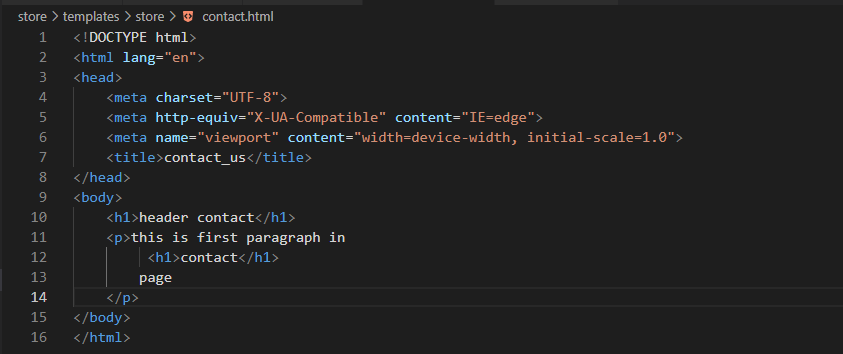 store > templates > store > contact.html
1 <!DOCTYPE html>
2 <html lang="en">
3 <head>
4     <meta charset="UTF-8">
5     <meta http-equiv="X-UA-Compatible" content="IE=edge">
6     <meta name="viewport" content="width=device-width, initial-scale=1.0">
7     <title>contact_us</title>
8 </head>
9 <body>
10     <h1>header contact</h1>
11     <p>this is first paragraph in
12          <h1>contact</h1>
13         page
14     </p>
15 </body>
16 </html>